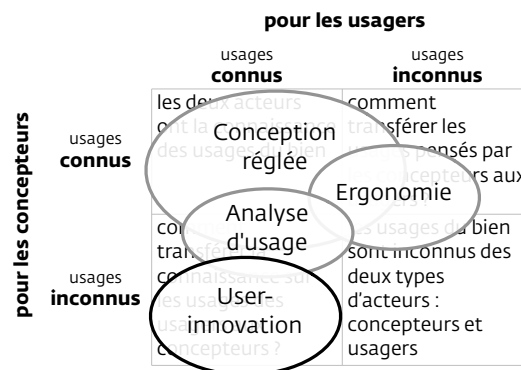 pour les usagers
usages
connus
usages
inconnus
pour les concepteurs
usages
connus
usages
inconnus
les deux acteurs
ont la connaissance
des usages du bien
comment
transférer les
usages pensés par
les concepteurs aux
Conception
réglée
Ergonomie
Analyse
d'usage
User-
innovation
transférer la
connaissance sur
les usages des
concepteurs ?
les usages du bien
sont inconnus des
deux types
d'acteurs :
concepteurs et
usagers